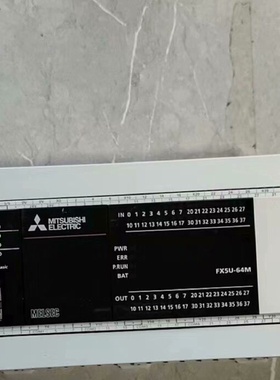 MITSUBISHI
ELECTRIC
IN 0 1 2 3 4 5 6 7 20 21 22 23 24 25 26 27
10 11 12 13 14 15 16 17 30 31 32 33 34 35 36 37
PWR
ERR
P.RUN
BAT
FX5U-64M
OUT 0 1 2 3 4 5 6 7 20 21 22 23 24 25 26 27
10 11 12 13 14 15 16 17 30 31 32 33 34 35 36 37
MELSEC